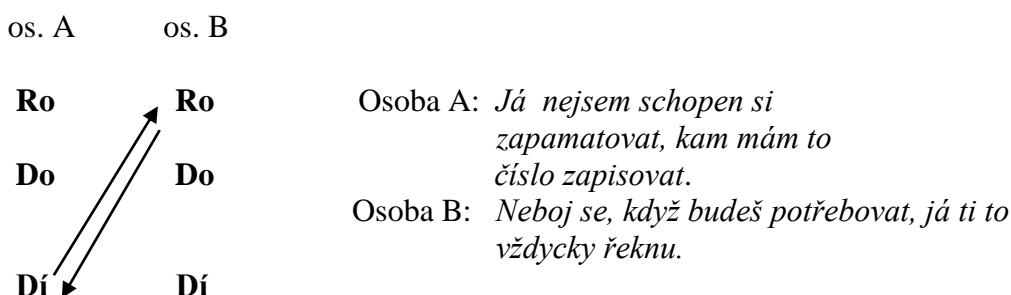 os. A os. B
Ro Ro Osoba A: Já nejsem schopen si
zapamatovat, kam mám to
Do Do číslo zapisovat.
Osoba B: Neboj se, když budeš potřebovat, já ti to
vždycky řeknu.
Dí Dí